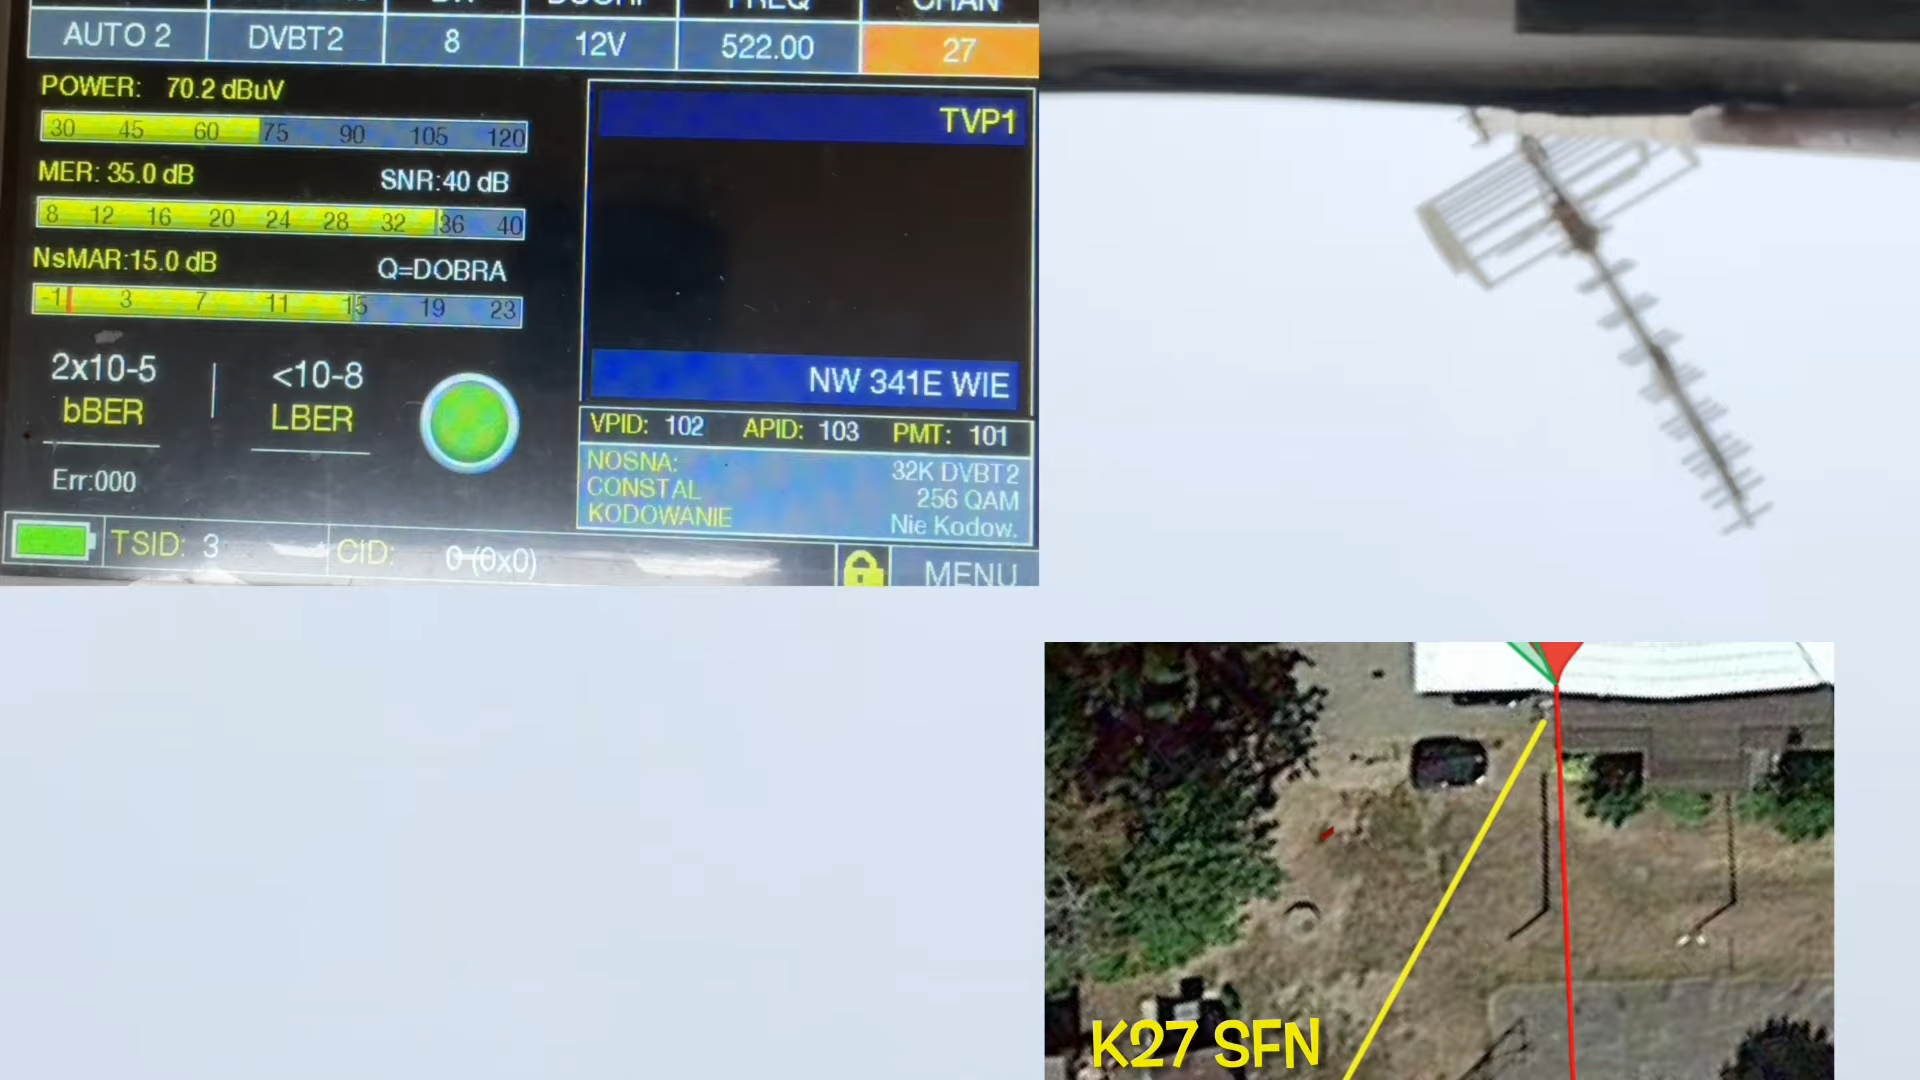 FREQ
CHAN
AUTO 2
DVBT2
8
12V
522.00
27
POWER: 70.2 dBuV
30 45 60 75 90 105 120
MER: 35.0 dB SNR:40 dB
8 12 16 20 24 28 32 36 40
NsMAR:15.0 dB Q=DOBRA
-1 3 7 11 15 19 23
2x10-5 <10-8
bBER LBER
Err:000
TSID: 3 CID: 0 (0x0)
TVP1
NW 341E WIE
VPID: 102 APID: 103 PMT: 101
NOSNA: 32K DVBT2
CONSTAL 256 QAM
KODOWANIE Nie Kodow.
MENU
K27 SFN